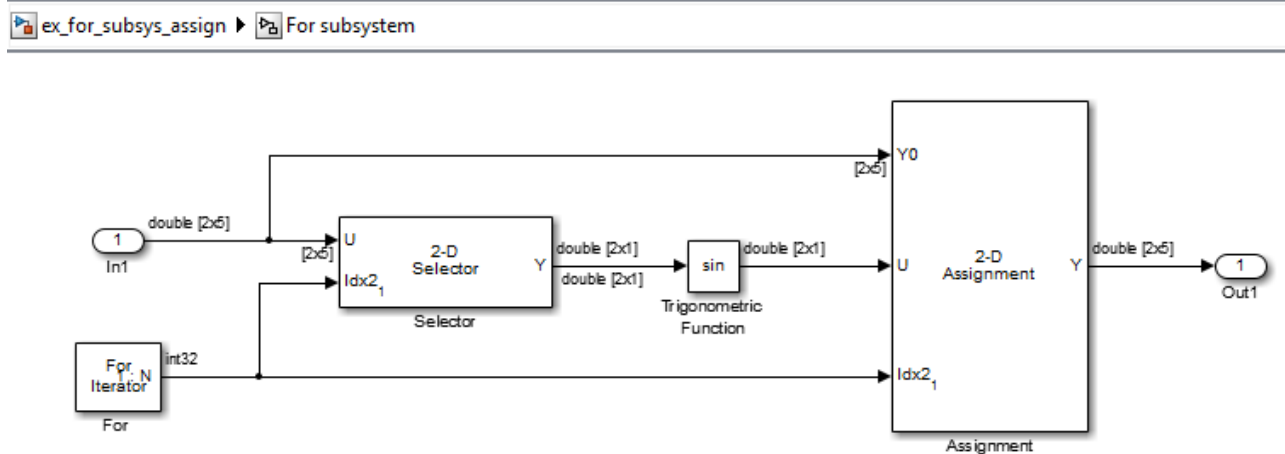 ex_for_subsys_assign For subsystem
Y0
[2x5]
double [2x5]
1
In1
[2x5]
U
Idx2 1
2-D
Selector
Y
Selector
double [2x1]
double [2x1]
sin
Trigonometric
Function
double [2x1]
U
2-D
Assignment
Y
double [2x5]
1
Out1
For
Iterator
1 : N
int32
For
Idx2 1
Assignment